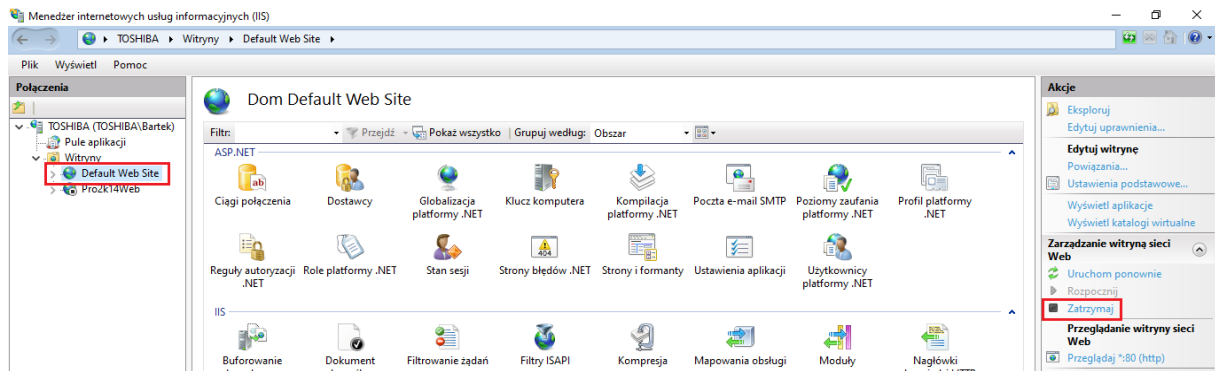 Menedżer internetowych usług informacyjnych (IIS)
TOSHIBA Witryny Default Web Site
Plik Wyświetl Pomoc
Połączenia
TOSHIBA (TOSHIBA\Bartek)
Pule aplikacji
Witryny
Default Web Site
Pro2k14Web
Dom Default Web Site
Filtr: Przejdź Pokaż wszystko Grupuj według: Obszar
ASP.NET
Ciągi połączenia Dostawcy Globalizacja platformy .NET Klucz komputera Kompilacja platformy .NET Poczta e-mail SMTP Poziomy zaufania platformy .NET Profil platformy .NET
Reguły autoryzacji .NET Role platformy .NET Stan sesji Strony błędów .NET Strony i formanty Ustawienia aplikacji Użytkownicy platformy .NET
IIS
Buforowanie Dokument Filtrowanie żądań Filtry ISAPI Kompresja Mapowania obsługi Moduły Nagłówki
Akcje
Eksploruj
Edytuj uprawnienia...
Edytuj witrynę
Powiązania...
Ustawienia podstawowe...
Wyświetl aplikacje
Wyświetl katalogi wirtualne
Zarządzanie witryną sieci
Web
Uruchom ponownie
Rozpocznij
Zatrzymaj
Przeglądanie witryny sieci
Web
Przeglądaj *:80 (http)